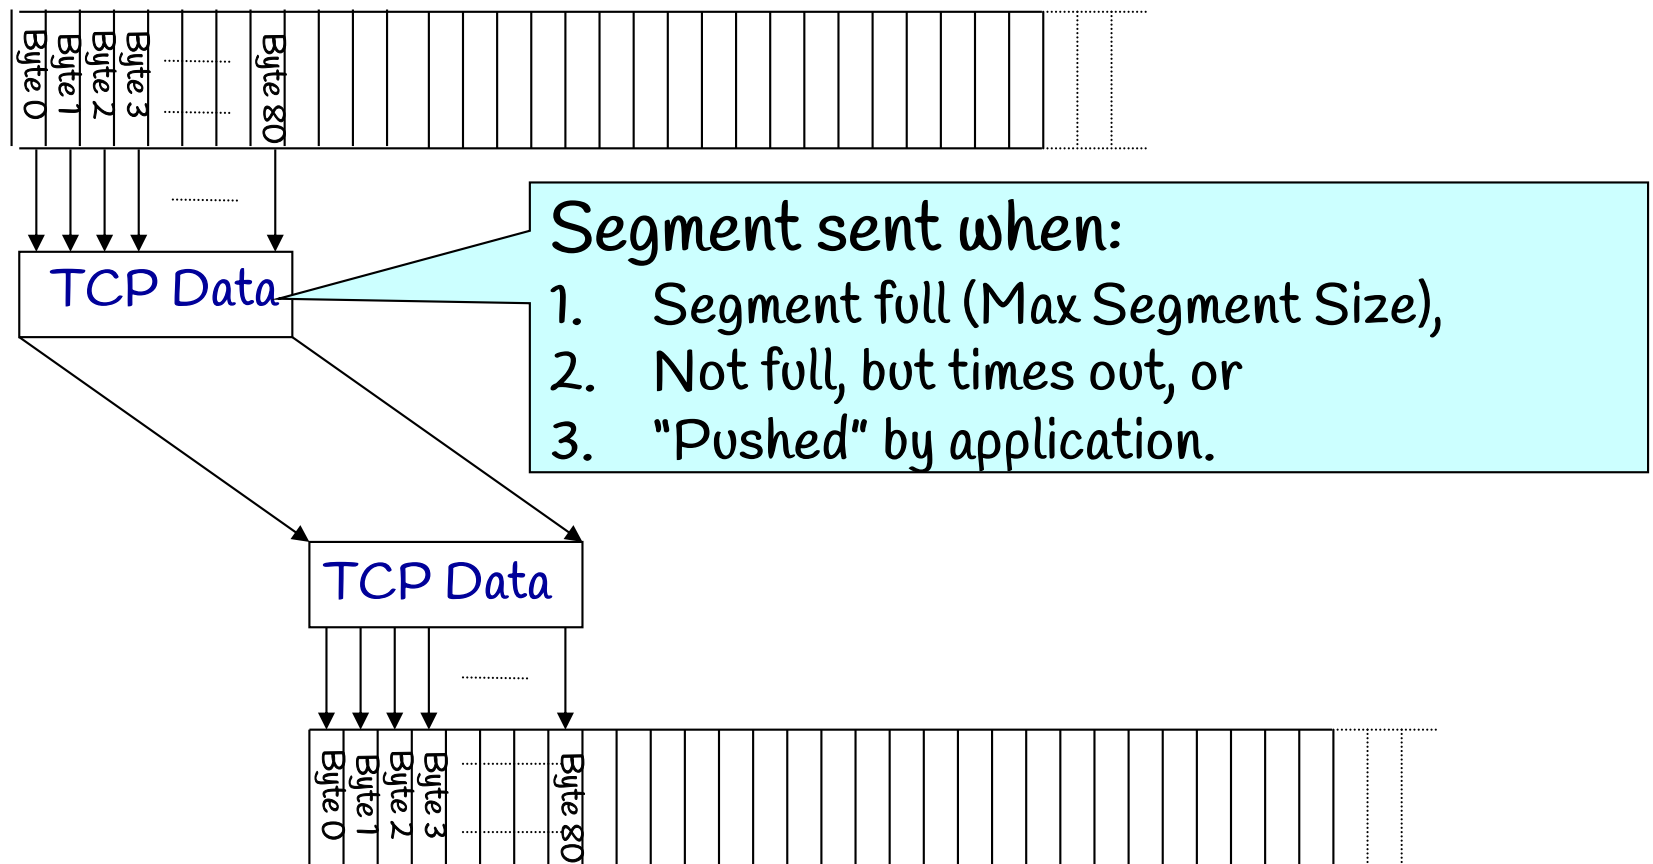 Byte 0
Byte 1
Byte 2
Byte 3
Byte 80
TCP Data
Segment sent when:
1. Segment full (Max Segment Size),
2. Not full, but times out, or
3. “Pushed” by application.
TCP Data
Byte 0
Byte 1
Byte 2
Byte 3
Byte 80